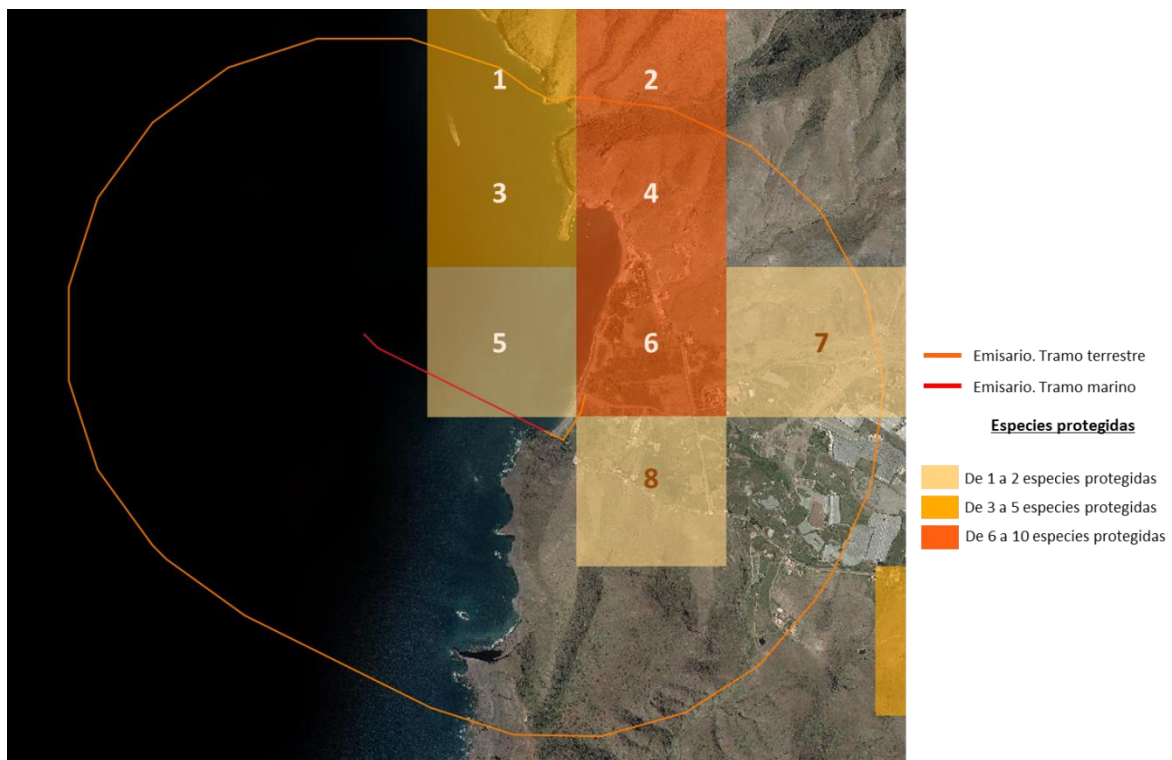 1
2
3
4
5
6
7
8
Emisario. Tramo terrestre
Emisario. Tramo marino
Especies protegidas
De 1 a 2 especies protegidas
De 3 a 5 especies protegidas
De 6 a 10 especies protegidas